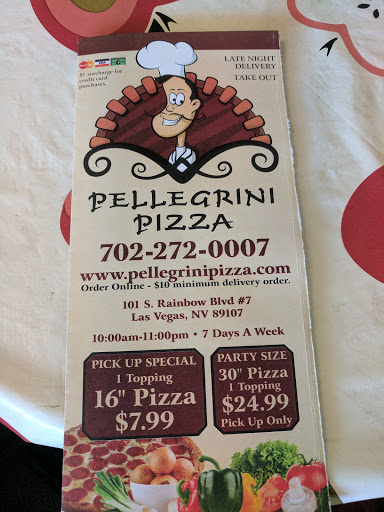 $1 surcharge for
credit card
purchases.
LATE NIGHT
DELIVERY
TAKE OUT
PELLEGRINI
PIZZA
702-272-0007
www.pellegrinipizza.com
Order Online - $10 minimum delivery order.
101 S. Rainbow Blvd #7
Las Vegas, NV 89107
10:00am-11:00pm • 7 Days A Week
PICK UP SPECIAL
1 Topping
16" Pizza
$7.99
PARTY SIZE
30" Pizza
1 Topping
$24.99
Pick Up Only